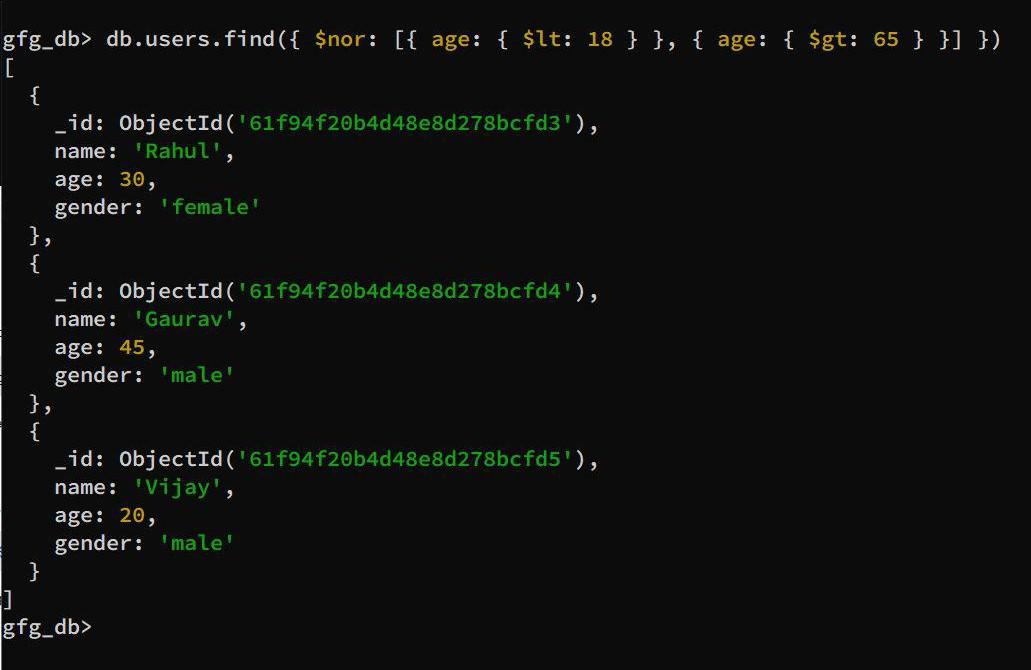 gfg_db> db.users.find({ $nor: [{ age: { $lt: 18 } }, { age: { $gt: 65 } }] })
[
  {
    _id: ObjectId('61f94f20b4d48e8d278bcfd3'),
    name: 'Rahul',
    age: 30,
    gender: 'female'
  },
  {
    _id: ObjectId('61f94f20b4d48e8d278bcfd4'),
    name: 'Gaurav',
    age: 45,
    gender: 'male'
  },
  {
    _id: ObjectId('61f94f20b4d48e8d278bcfd5'),
    name: 'Vijay',
    age: 20,
    gender: 'male'
  }
]
gfg_db>